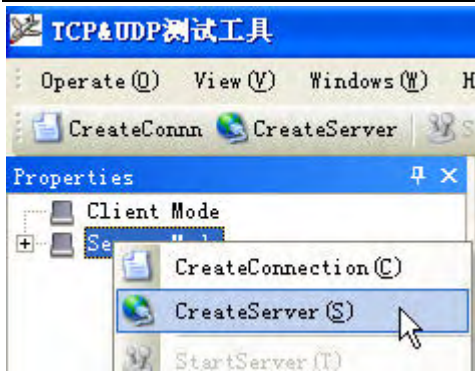 TCP&UDP测试工具
Operate(O) View(V) Windows(W) H
CreateConnn CreateServer S
Properties
Client Mode
Se
CreateConnection(C)
CreateServer(S)
StartServer(T)